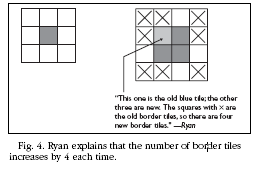 "This one is the old blue tile; the other
three are new. The squares with × are
the old border tiles, so there are four
new border tiles." —Ryan
Fig. 4. Ryan explains that the number of border tiles
increases by 4 each time.